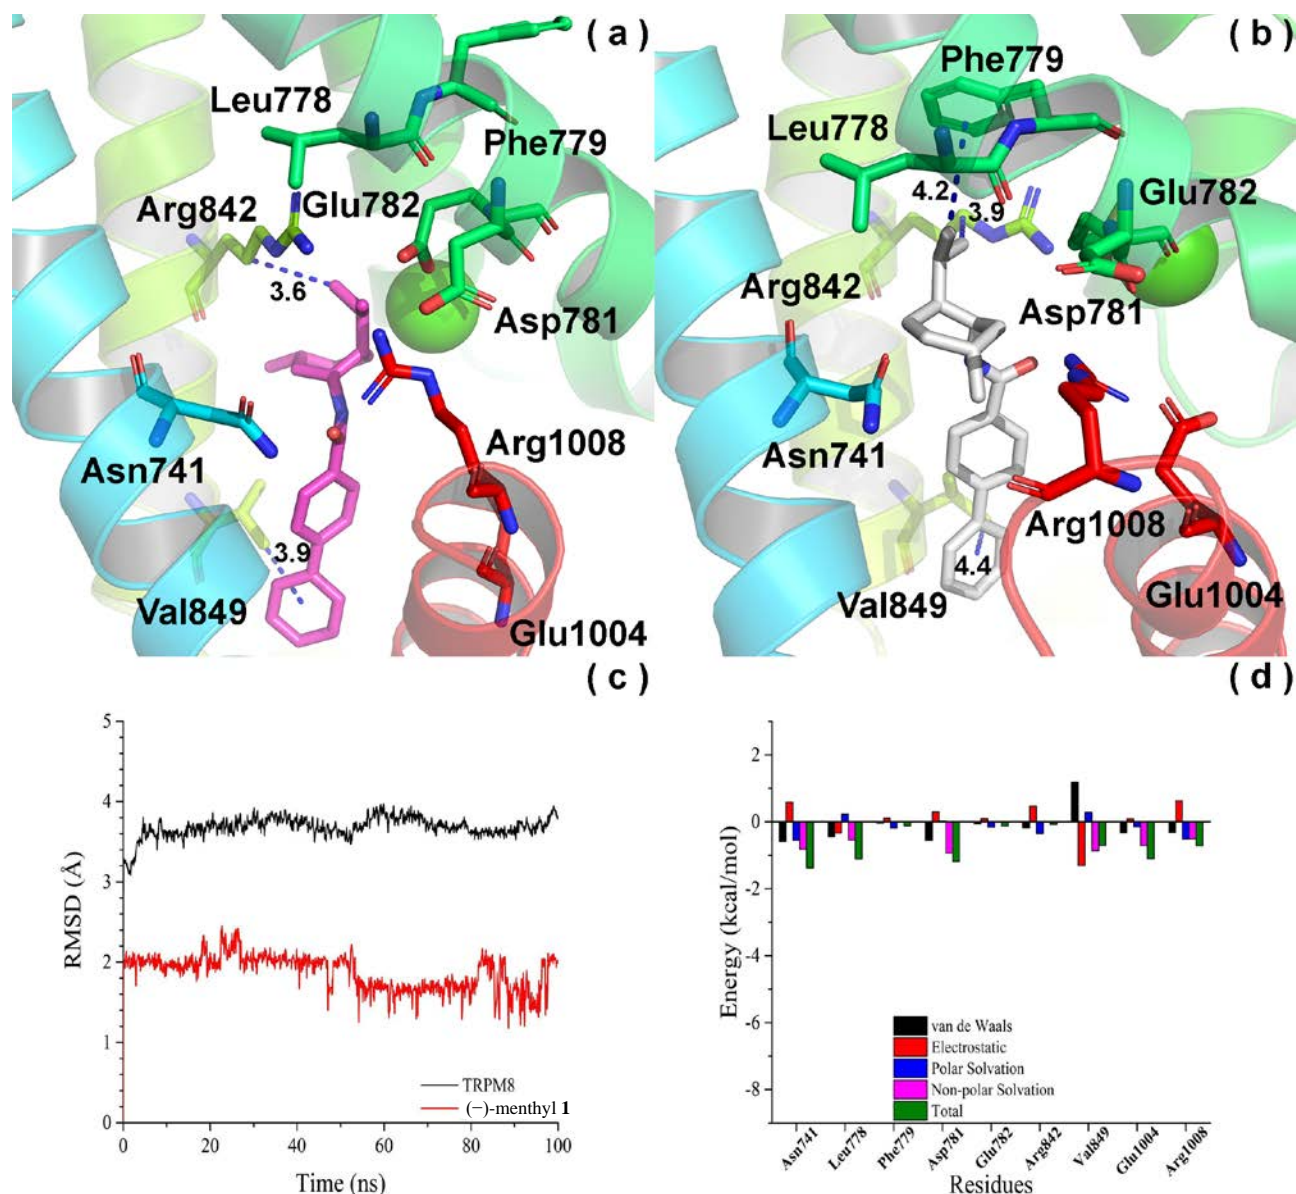 ( a )
Leu778
Phe779
Arg842
Glu782
3.6
Asp781
Asn741
Arg1008
3.9
Val849
Glu1004
( b )
Phe779
Leu778
4.2
3.9
Glu782
Arg842
Asp781
Asn741
Arg1008
4.4
Val849
Glu1004
( c )
5
4
3
2
1
0
RMSD (Å)
TRPM8
(−)-menthyl 1
0 20 40 60 80 100
Time (ns)
( d )
2
0
-2
-4
-6
-8
Energy (kcal/mol)
van de Waals
Electrostatic
Polar Solvation
Non-polar Solvation
Total
Asn741 Leu778 Phe779 Asp781 Glu782 Arg842 Val849 Glu1004 Arg1008
Residues